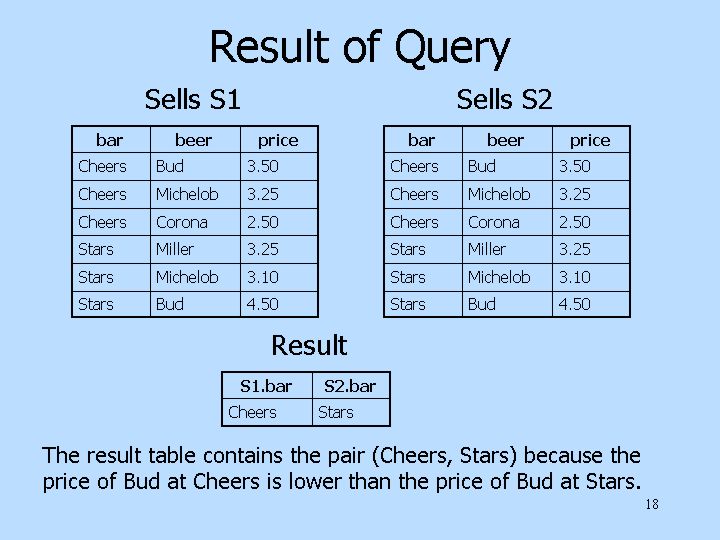 Result of Query
Sells S1 Sells S2
bar beer price bar beer price
Cheers Bud 3.50 Cheers Bud 3.50
Cheers Michelob 3.25 Cheers Michelob 3.25
Cheers Corona 2.50 Cheers Corona 2.50
Stars Miller 3.25 Stars Miller 3.25
Stars Michelob 3.10 Stars Michelob 3.10
Stars Bud 4.50 Stars Bud 4.50
Result
S1.bar S2.bar
Cheers Stars
The result table contains the pair (Cheers, Stars) because the
price of Bud at Cheers is lower than the price of Bud at Stars.
18